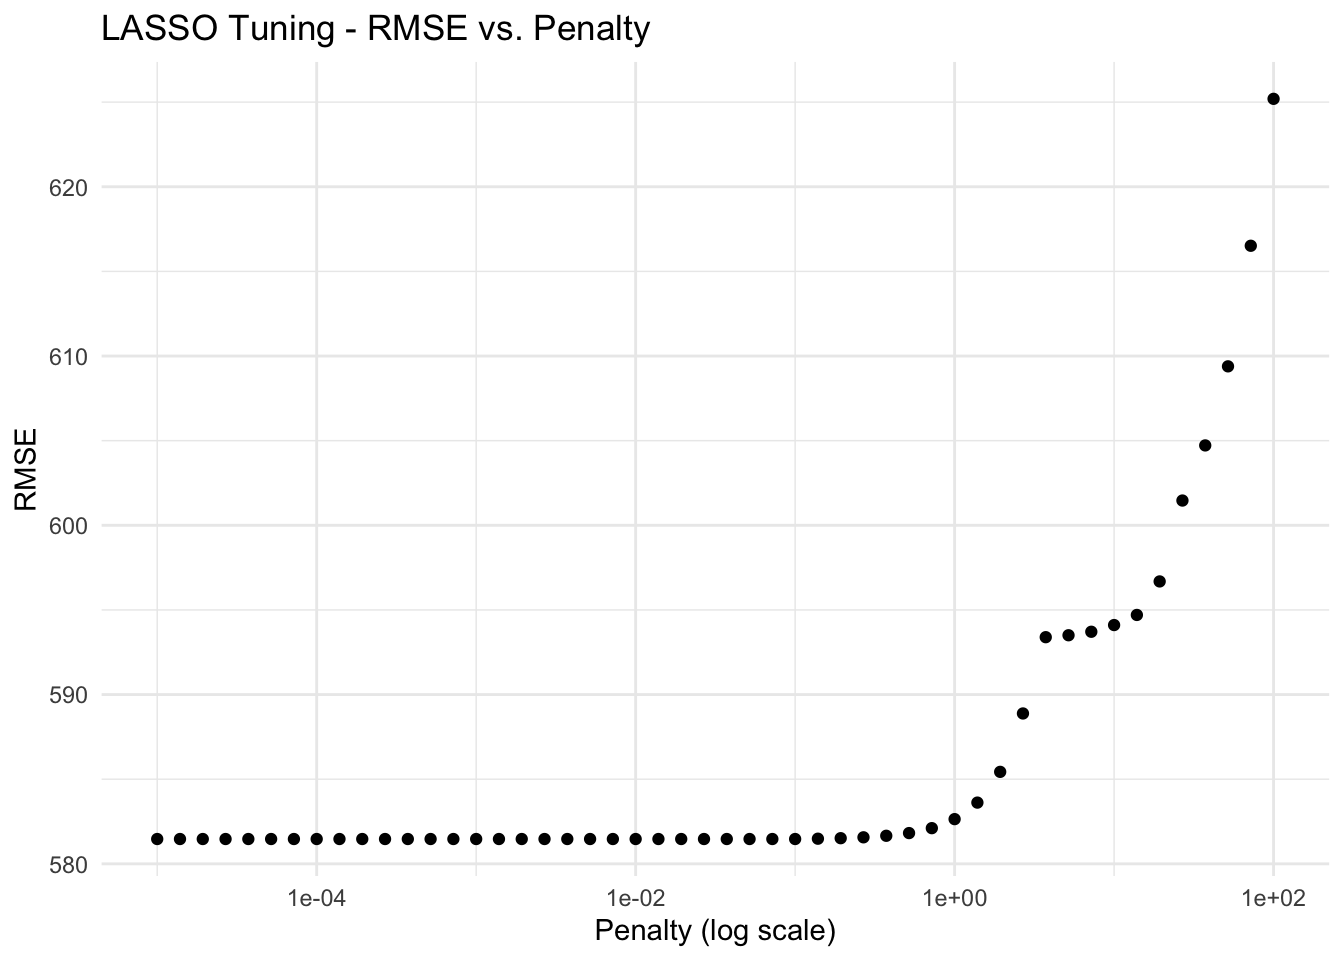 LASSO Tuning - RMSE vs. Penalty
620
610
600
590
580
RMSE
1e-04 1e-02 1e+00 1e+02
Penalty (log scale)